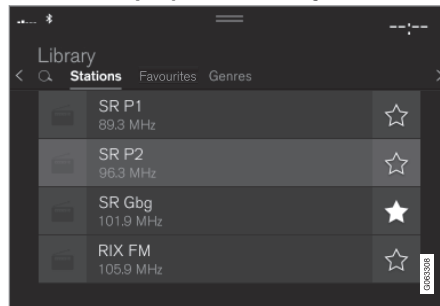 --:--
Library
Stations Favourites Genres
SR P1
89.3 MHz
SR P2
96.3 MHz
SR Gbg
101.9 MHz
RIX FM
105.9 MHz
G063308